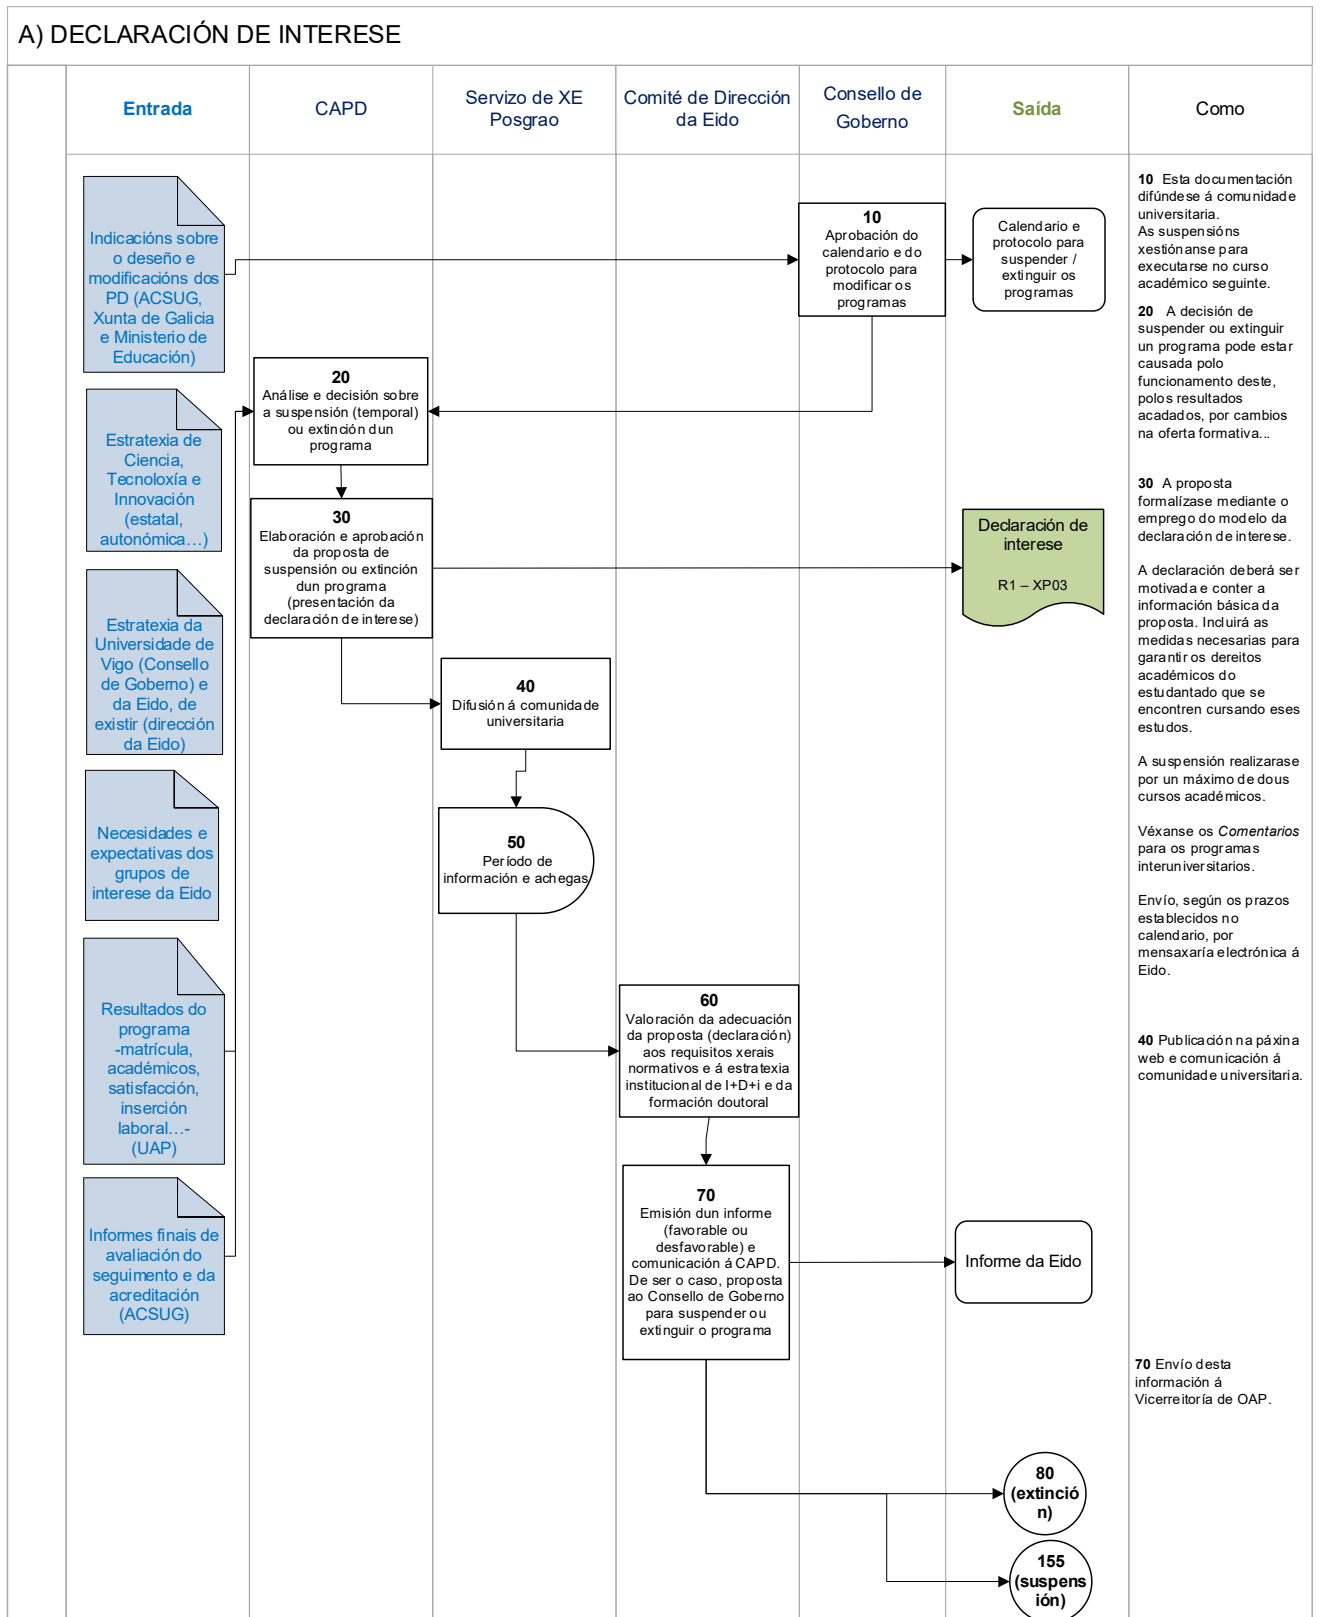 A) DECLARACIÓN DE INTERESE
Entrada
CAPD
Servizo de XE
Posgrao
Comité de Dirección
da Eido
Consello de
Goberno
Saída
Como
Indicacións sobre
o deseño e
modificacións dos
PD (ACSUG,
Xunta de Galicia
e Ministerio de
Educación)
Estratexia de
Ciencia,
Tecnoloxía e
Innovación
(estatal,
autonómica…)
Estratexia da
Universidade de
Vigo (Consello
de Goberno) e
da Eido, de
existir (dirección
da Eido)
Necesidades e
expectativas dos
grupos de
interese da Eido
Resultados do
programa
-matrícula,
académicos,
satisfacción,
inserción
laboral…-
(UAP)
Informes finais de
avaliación do
seguimento e da
acreditación
(ACSUG)
10
Aprobación do
calendario e do
protocolo para
modificar os
programas
Calendario e
protocolo para
suspender /
extinguir os
programas
20
Análise e decisión sobre
a suspensión (temporal)
ou extinción dun
programa
30
Elaboración e aprobación
da proposta de
suspensión ou extinción
dun programa
(presentación da
declaración de interese)
Declaración de
interese
R1 – XP03
40
Difusión á comunidade
universitaria
50
Período de
información e achegas
60
Valoración da adecuación
da proposta (declaración)
aos requisitos xerais
normativos e á estratexia
institucional de I+D+i e da
formación doutoral
70
Emisión dun informe
(favorable ou
desfavorable) e
comunicación á CAPD.
De ser o caso, proposta
ao Consello de Goberno
para suspender ou
extinguir o programa
Informe da Eido
80
(extinció
n)
155
(suspens
ión)
10 Esta documentación
difúndese á comunidade
universitaria.
As suspensións
xestiónanse para
executarse no curso
académico seguinte.
20 A decisión de
suspender ou extinguir
un programa pode estar
causada polo
funcionamento deste,
polos resultados
acadados, por cambios
na oferta formativa...
30 A proposta
formalízase mediante o
emprego do modelo da
declaración de interese.
A declaración deberá ser
motivada e conter a
información básica da
proposta. Incluirá as
medidas necesarias para
garantir os dereitos
académicos do
estudantado que se
encontren cursando eses
estudos.
A suspensión realizarase
por un máximo de dous
cursos académicos.
Véxanse os Comentarios
para os programas
interuniversitarios.
Envío, según os prazos
establecidos no
calendario, por
mensaxaría electrónica á
Eido.
40 Publicación na páxina
web e comunicación á
comunidade universitaria.
70 Envío desta
información á
Vicerreitoría de OAP.